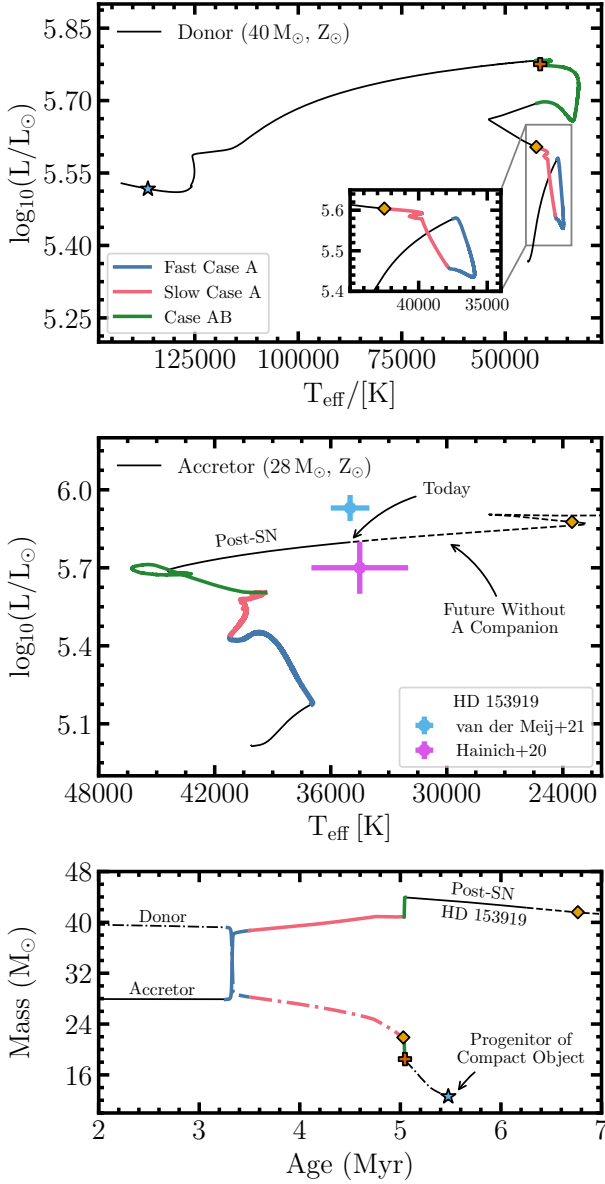 5.85
5.70
5.55
5.40
5.25
log₁₀(L/L⊙)
Donor (40 M⊙, Z⊙)
5.6
5.5
5.4
40000
35000
Fast Case A
Slow Case A
Case AB
125000
100000
75000
50000
T_eff/[K]
Accretor (28 M⊙, Z⊙)
6.0
5.7
5.4
5.1
log₁₀(L/L⊙)
Today
Post-SN
Future Without
A Companion
HD 153919
van der Meij+21
Hainich+20
48000
42000
36000
30000
24000
T_eff [K]
48
40
32
24
16
Mass (M⊙)
Donor
Accretor
Post-SN
HD 153919
Progenitor of
Compact Object
2
3
4
5
6
7
Age (Myr)